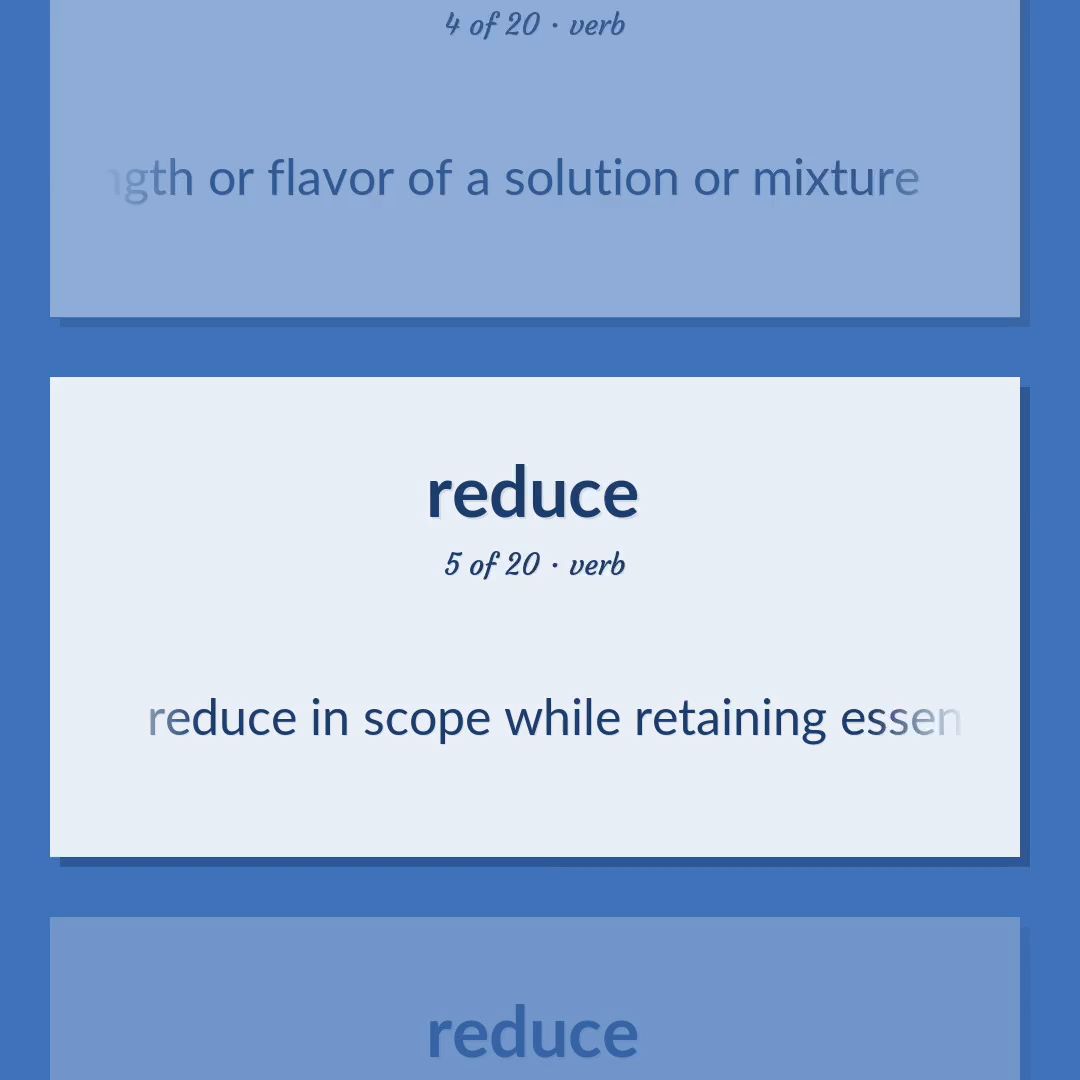 4 of 20 · verb
or flavor of a solution or mixture
reduce
5 of 20 · verb
reduce in scope while retaining
reduce